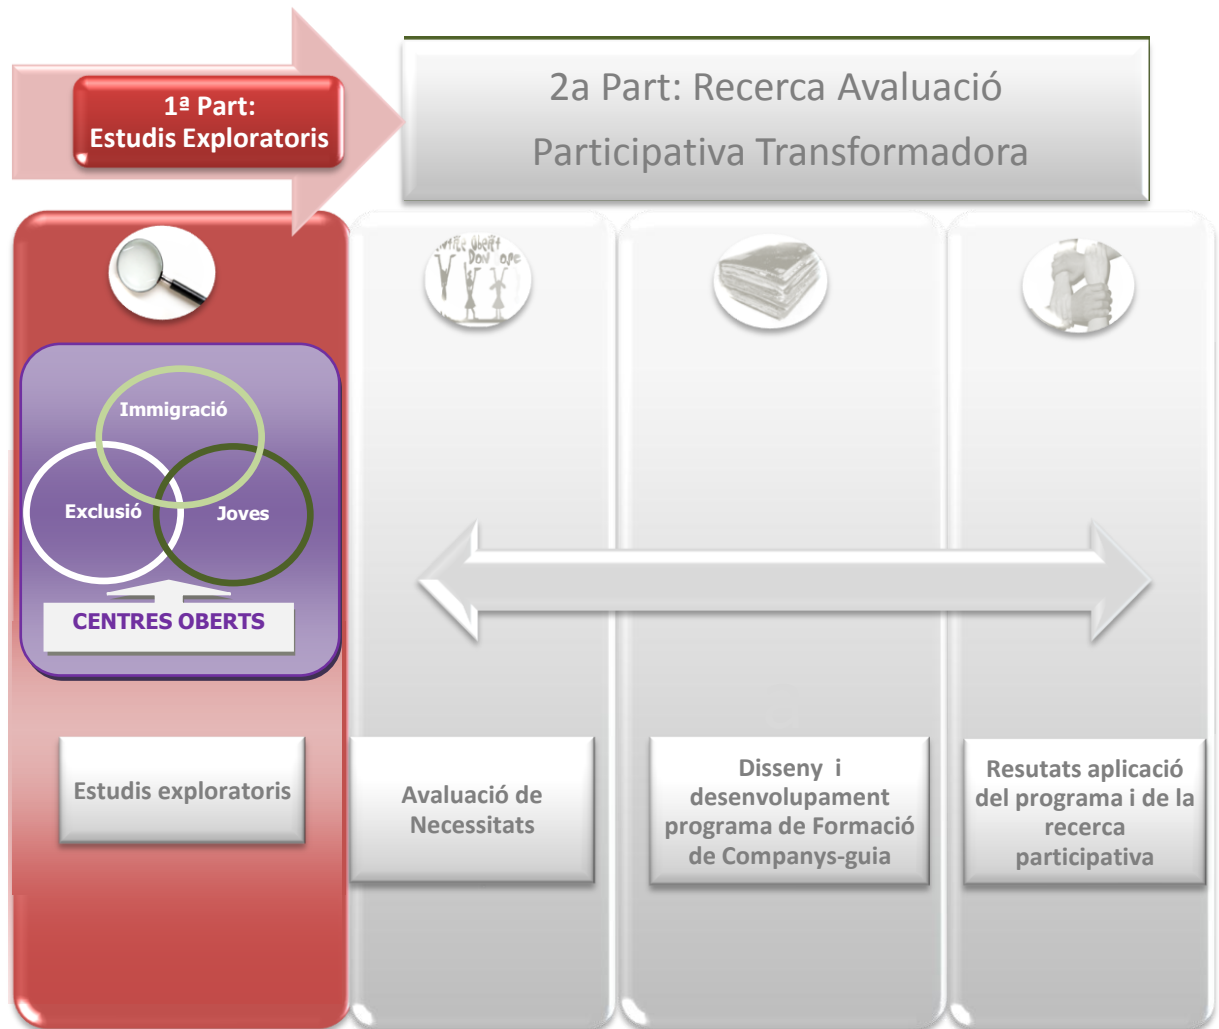 1ª Part:
Estudis Exploratoris
2a Part: Recerca Avaluació
Participativa Transformadora
Immigració
Exclusió
Joves
CENTRES OBERTS
Estudis exploratoris
Avaluació de
Necessitats
Disseny i
desenvolupament
programa de Formació
de Companys-guia
Resutats aplicació
del programa i de la
recerca
participativa